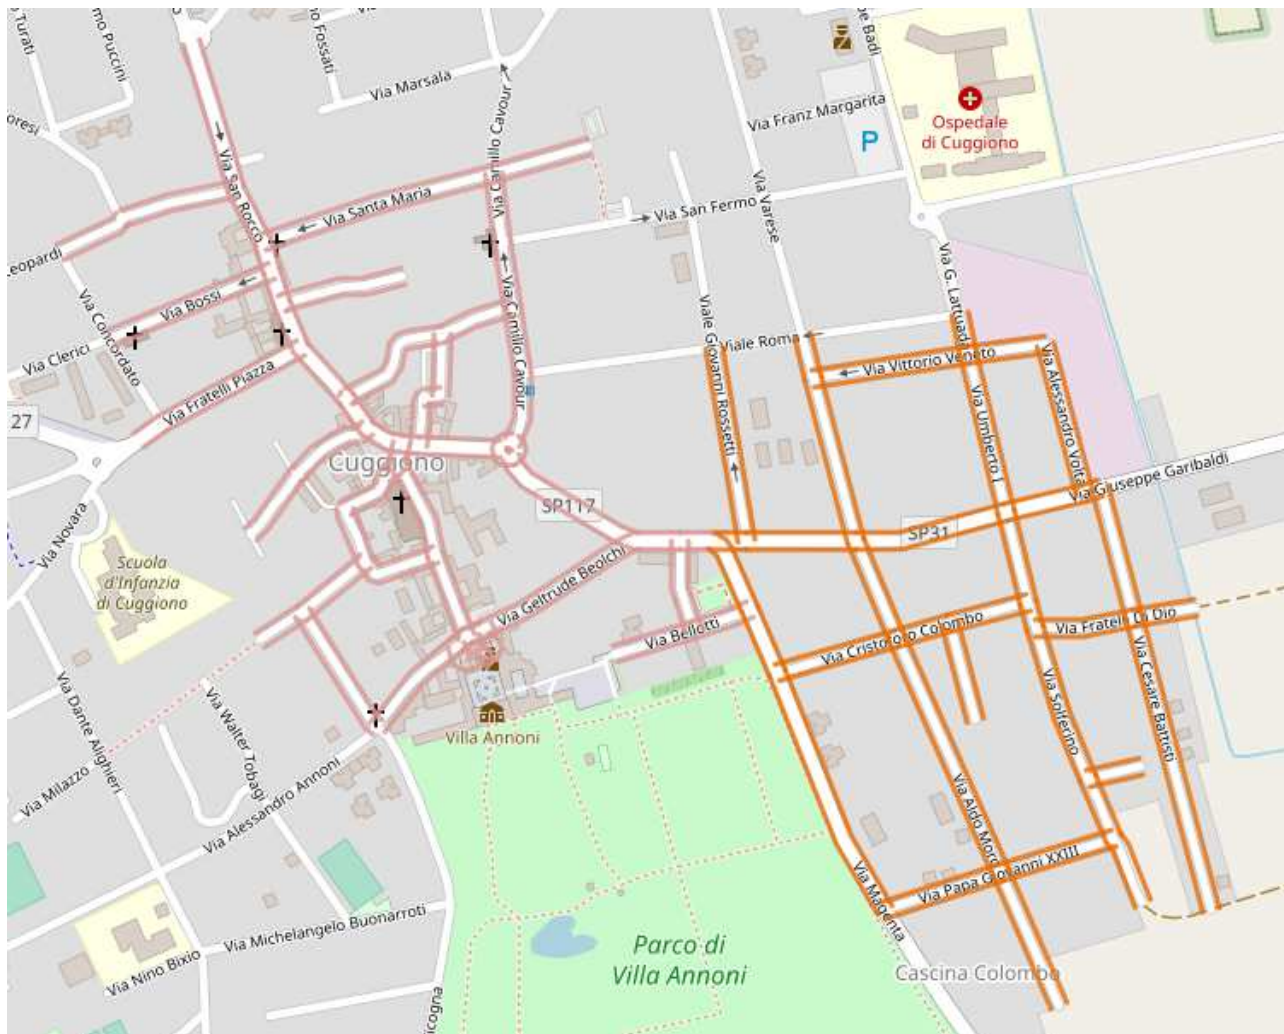 Turati
Via Marsala
Via Franz Margarita
P
Ospedale
di Cuggiono
Via San Rocco
Via Santa Maria
Via Camillo Cavour
Via San Fermo
Via Varese
Leopardi
Via Bossi
Via Concordato
Via Clerici
Via Fratelli Piazza
Via Camillo Cavour
Viale Giovanni Rossetti
Viale Roma
Via G. Lattuada
Via Vittorio Veneto
Via Alessandro Volta
Via Umberto I
27
Cuggiono
SP117
SP31
Via Giuseppe Garibaldi
Via Novara
Scuola
d'Infanzia
di Cuggiono
Via Geltrude Beolchi
Via Bellotti
Via Cristoforo Colombo
Via Fratelli Di Dio
Via Cesare Battisti
Via Solferino
Via Dante Alighieri
Via Walter Tobagi
Villa Annoni
Via Milazzo
Via Alessandro Annoni
Via Aldo Moro
Via Papa Giovanni XXIII
Via Magenta
Via Michelangelo Buonarroti
Via Nino Bixio
Parco di
Villa Annoni
Cascina Colombo